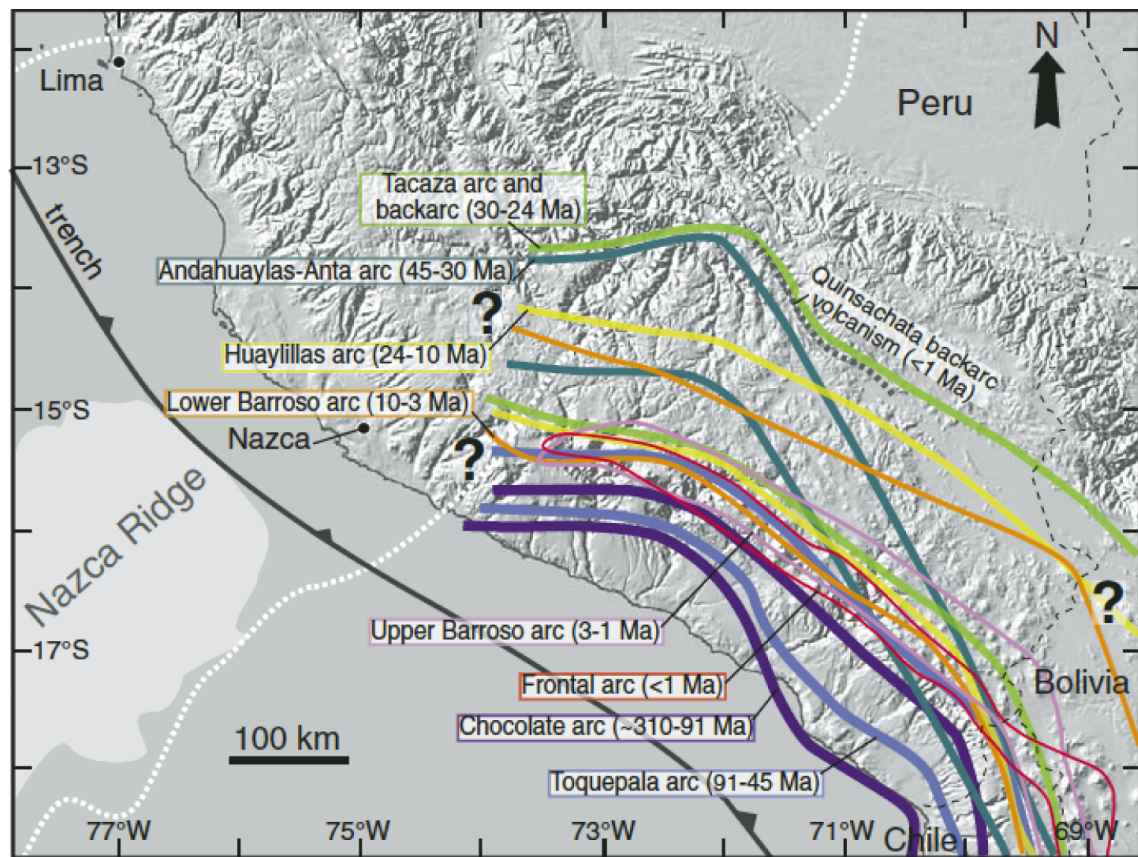 N
Lima
Peru
13°S
Tacaza arc and
backarc (30-24 Ma)
trench
Andahuaylas-Anta arc (45-30 Ma)
Quinsachata backarc
volcanism (<1 Ma)
?
Huaylillas arc (24-10 Ma)
15°S
Lower Barroso arc (10-3 Ma)
Nazca
?
Nazca Ridge
?
Upper Barroso arc (3-1 Ma)
17°S
Frontal arc (<1 Ma)
Bolivia
Chocolate arc (~310-91 Ma)
100 km
Toquepala arc (91-45 Ma)
77°W 75°W 73°W 71°W 69°W
Chile